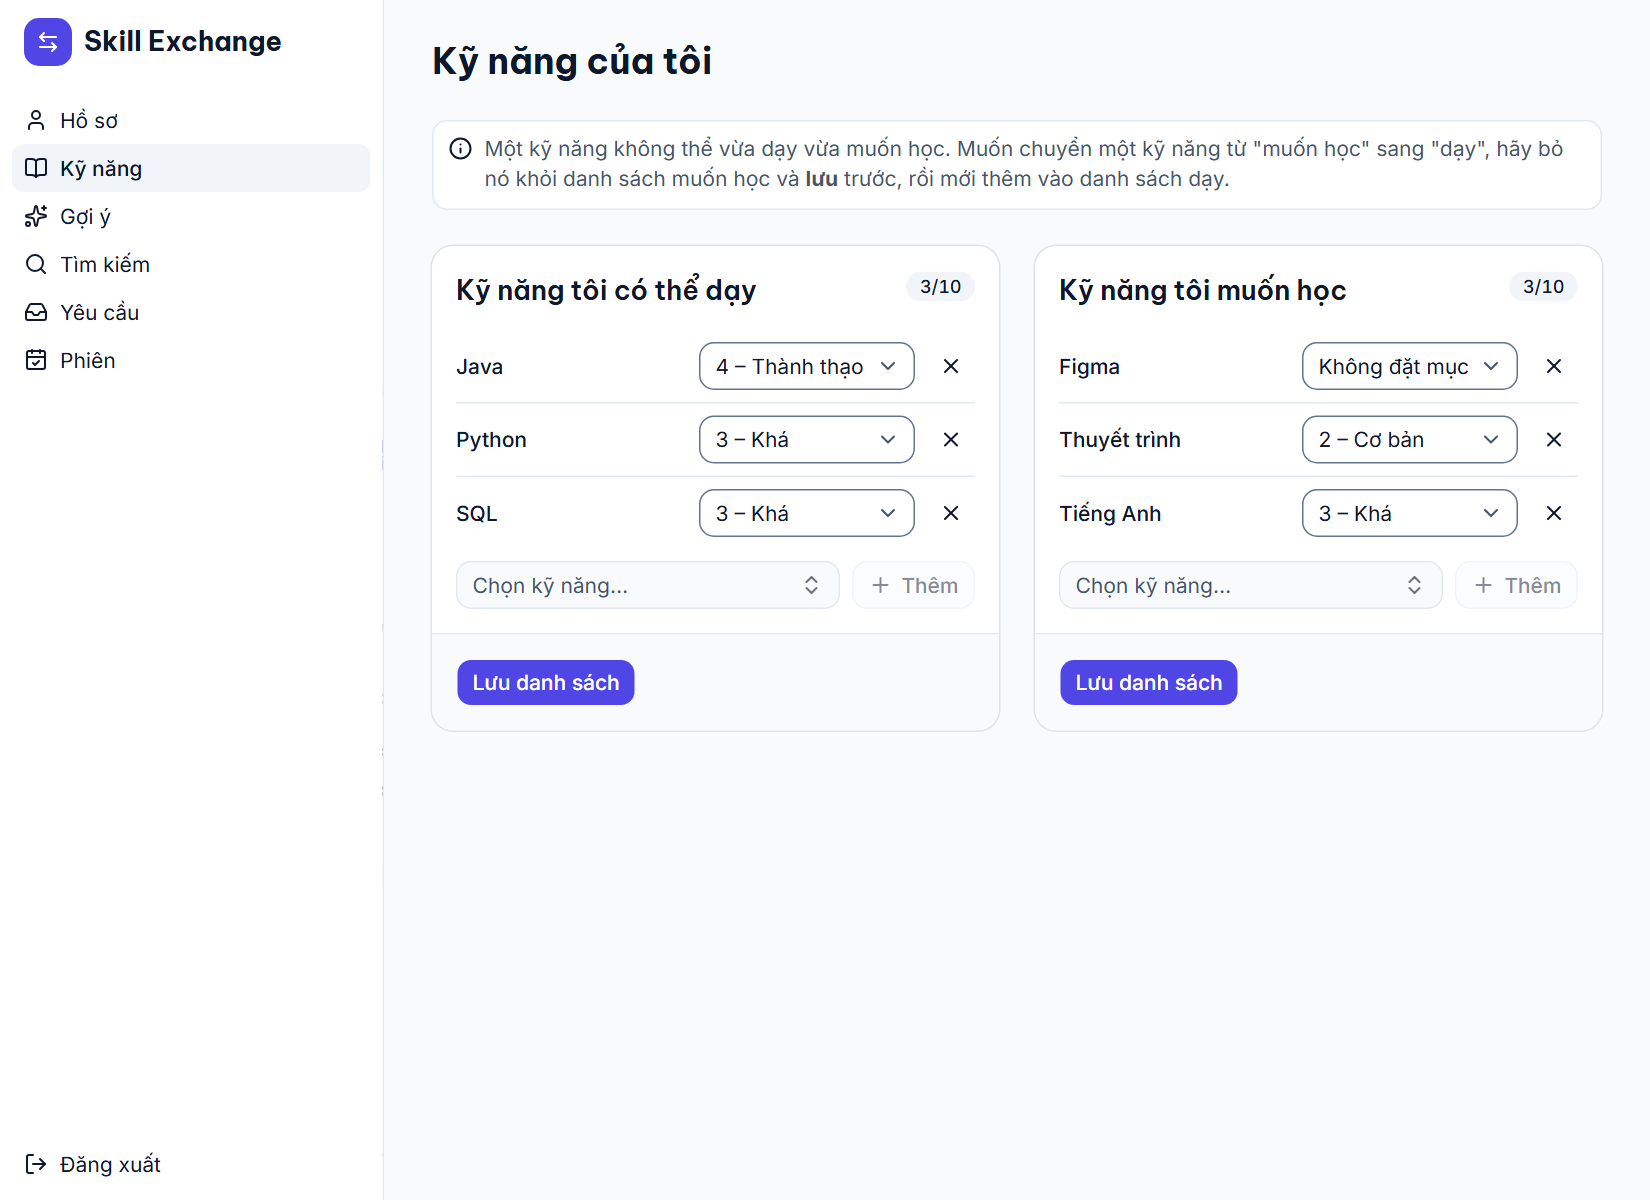 Skill Exchange
Hồ sơ
Kỹ năng
Gợi ý
Tìm kiếm
Yêu cầu
Phiên
Đăng xuất
Kỹ năng của tôi
Một kỹ năng không thể vừa dạy vừa muốn học. Muốn chuyển một kỹ năng từ "muốn học" sang "dạy", hãy bỏ
nó khỏi danh sách muốn học và lưu trước, rồi mới thêm vào danh sách dạy.
Kỹ năng tôi có thể dạy
3/10
Java
4 – Thành thạo
Python
3 – Khá
SQL
3 – Khá
Chọn kỹ năng...
Thêm
Lưu danh sách
Kỹ năng tôi muốn học
3/10
Figma
Không đặt mục
Thuyết trình
2 – Cơ bản
Tiếng Anh
3 – Khá
Chọn kỹ năng...
Thêm
Lưu danh sách